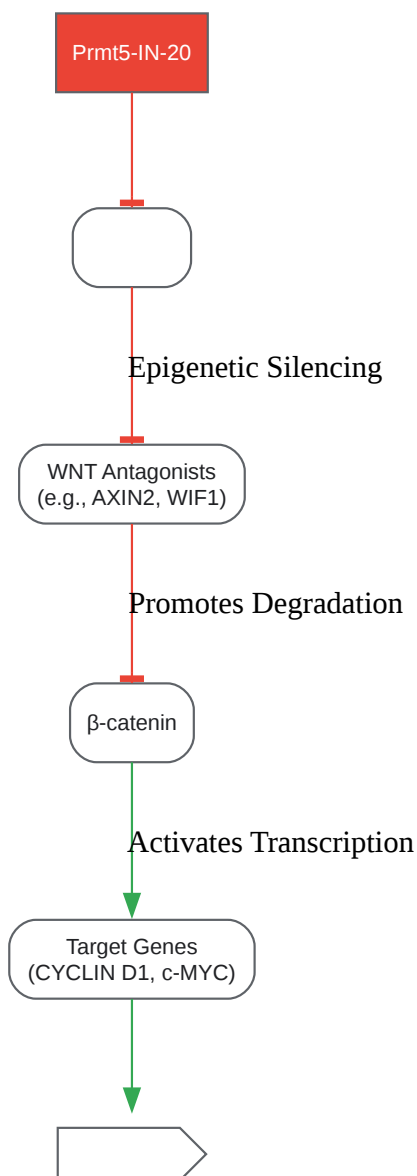 Prmt5-IN-20
Epigenetic Silencing
WNT Antagonists
(e.g., AXIN2, WIF1)
Promotes Degradation
β-catenin
Activates Transcription
Target Genes
(CYCLIN D1, c-MYC)